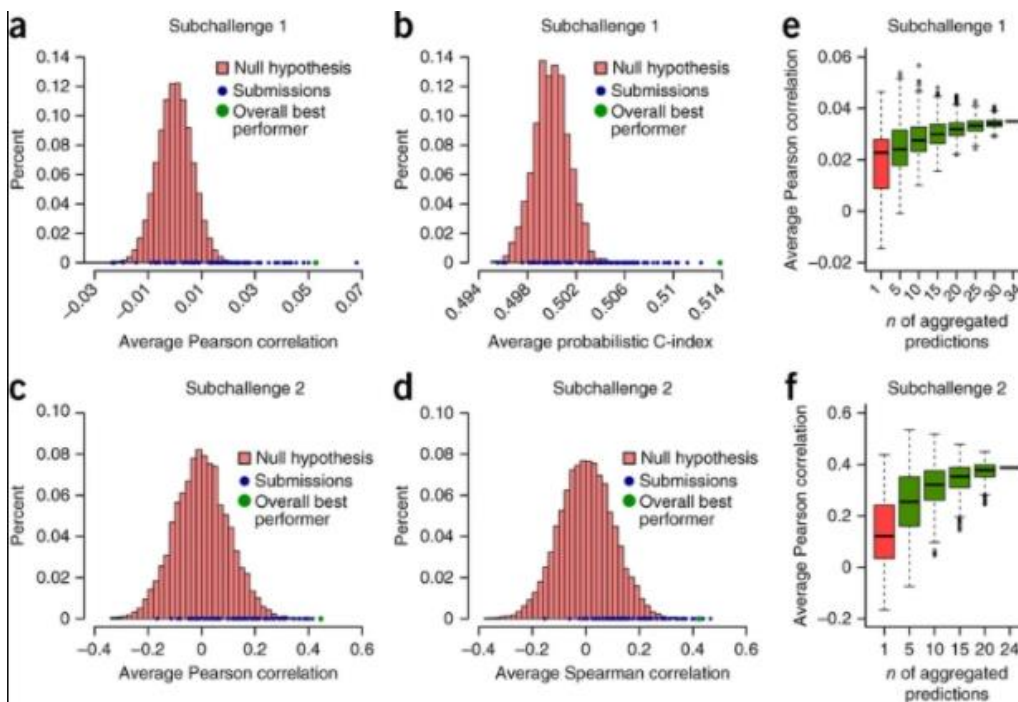 a
Subchallenge 1
0.14
0.12
0.10
0.08
0.06
0.04
0.02
0
Percent
Null hypothesis
Submissions
Overall best
performer
−0.03
−0.01
0.01
0.03
0.05
0.07
Average Pearson correlation
b
Subchallenge 1
0.14
0.12
0.10
0.08
0.06
0.04
0.02
0
Percent
Null hypothesis
Submissions
Overall best
performer
0.494
0.498
0.502
0.506
0.51
0.514
Average probabilistic C-index
e
Subchallenge 1
0.06
0.04
0.02
0
−0.02
Average Pearson correlation
1
5
10
15
20
25
30
34
n of aggregated
predictions
c
Subchallenge 2
0.10
0.08
0.06
0.04
0.02
0
Percent
Null hypothesis
Submissions
Overall best
performer
−0.4
−0.2
0
0.2
0.4
0.6
Average Pearson correlation
d
Subchallenge 2
0.10
0.08
0.06
0.04
0.02
0
Percent
Null hypothesis
Submissions
Overall best
performer
−0.4
−0.2
0
0.2
0.4
0.6
Average Spearman correlation
f
Subchallenge 2
0.6
0.4
0.2
0
−0.2
Average Pearson correlation
1
5
10
15
20
24
n of aggregated
predictions